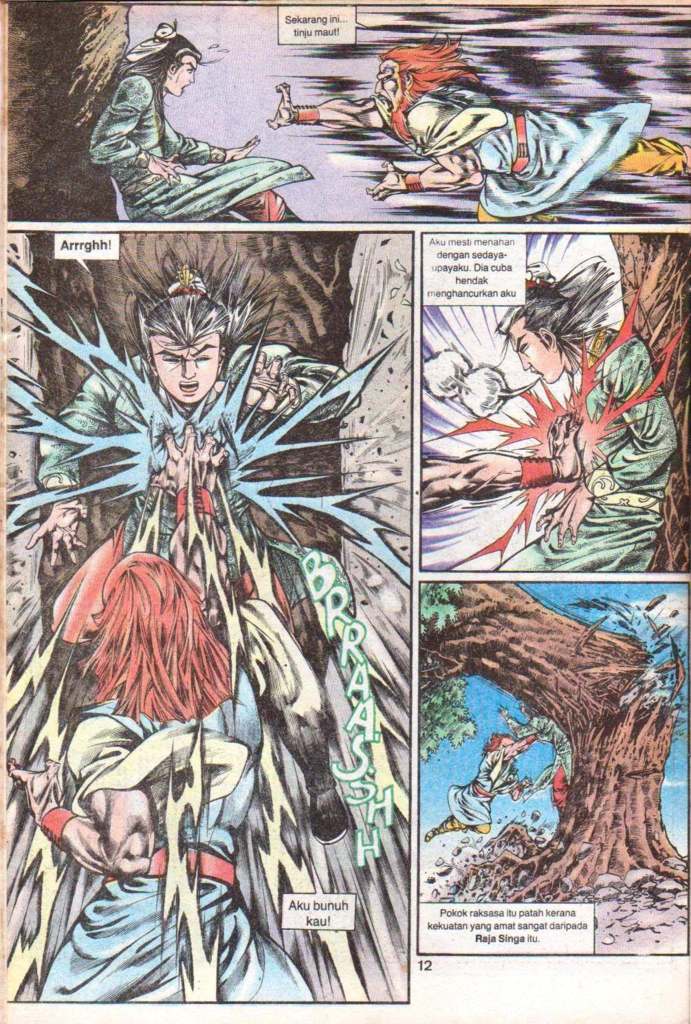 Sekarang ini...
tinju maut!
Arrrghh!
BRRRAASSHH
Aku bunuh
kau!
Aku mesti menahan
dengan sedaya-
upayaku. Dia cuba
hendak
menghancurkan aku
Pokok raksasa itu patah kerana
kekuatan yang amat sangat daripada
Raja Singa itu.
12